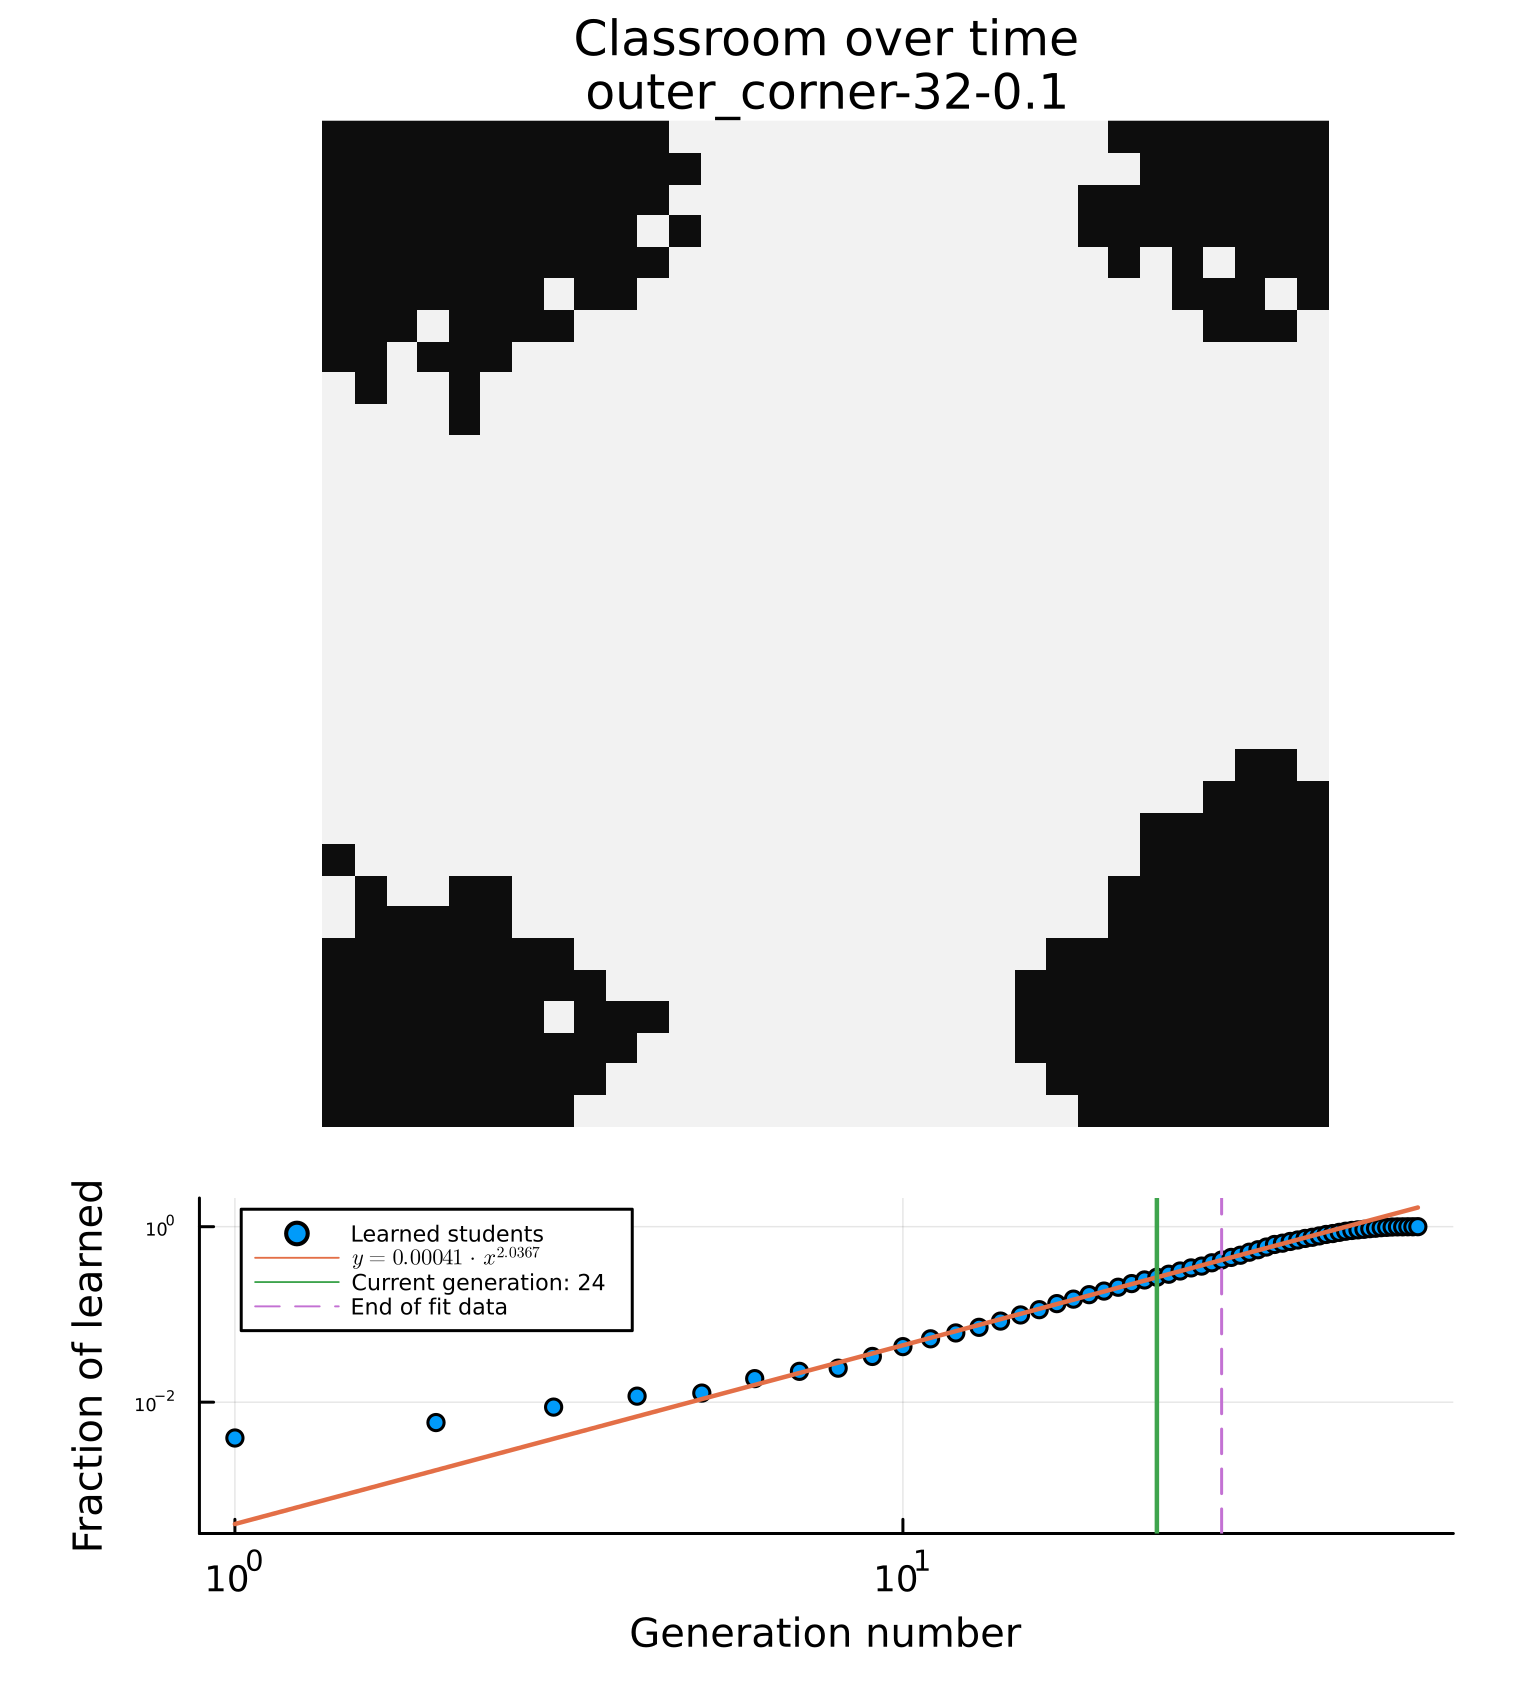 Classroom over time
outer_corner-32-0.1
Fraction of learned
10^0
10^-2
Learned students
y = 0.00041 · x^2.0367
Current generation: 24
End of fit data
10^0
10^1
Generation number